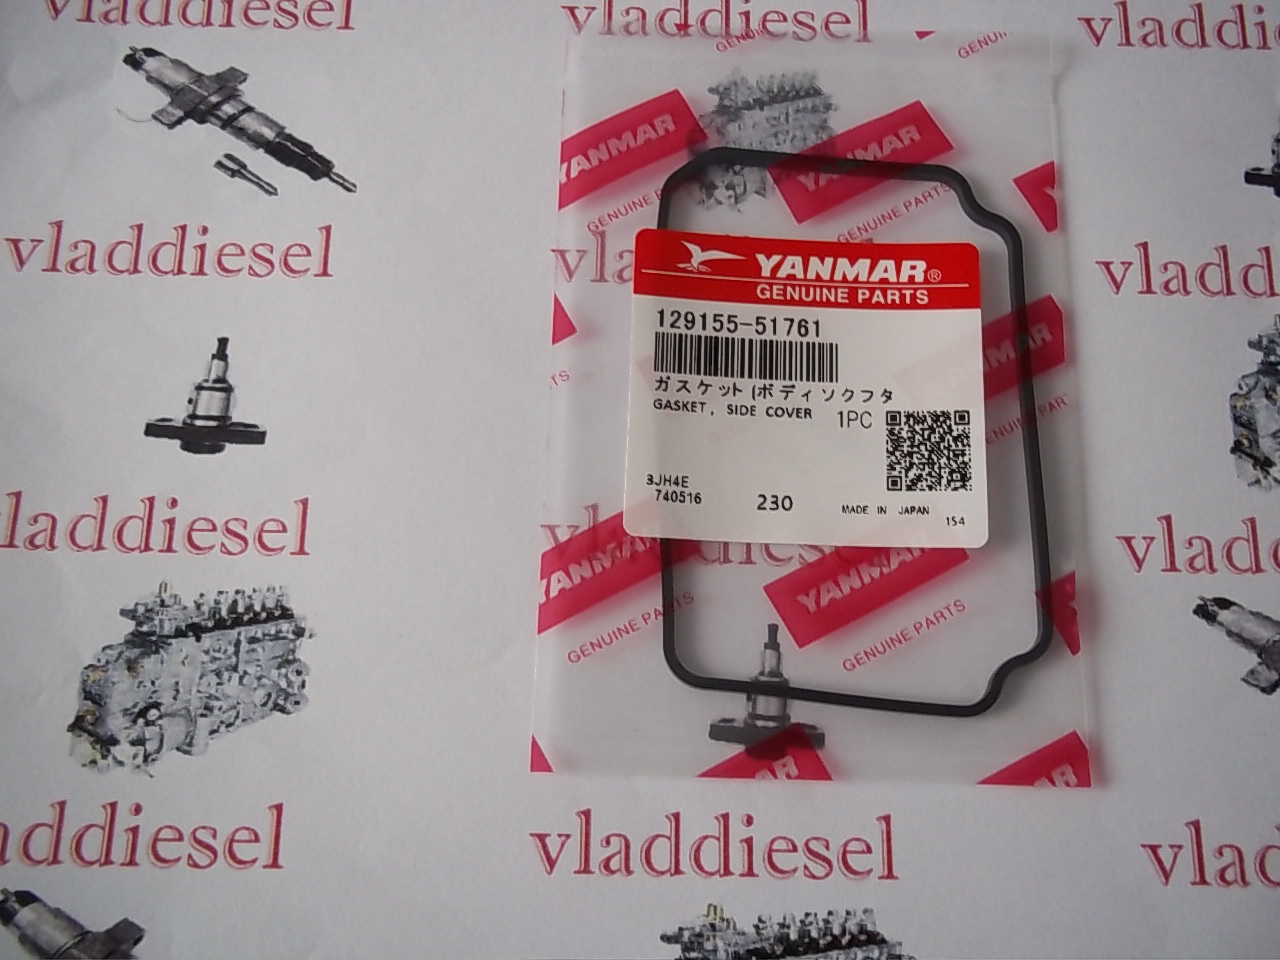 vladdiesel
vladdiesel
GENUINE
YANMAR
YANMAR
GENUINE PARTS
GENUINE PARTS
vladdiesel
YANMAR®
GENUINE PARTS
129155-51761
ガスケット(ボディソクフタ
GASKET, SIDE COVER
1PC
3JH4E
740516
230
MADE IN JAPAN
154
vladdiesel
vladdiesel
YANMAR
YANMAR
GENUINE PARTS
GENUINE PARTS
vladdiesel